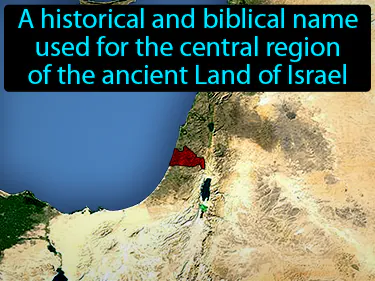 A historical and biblical name
used for the central region
of the ancient Land of Israel